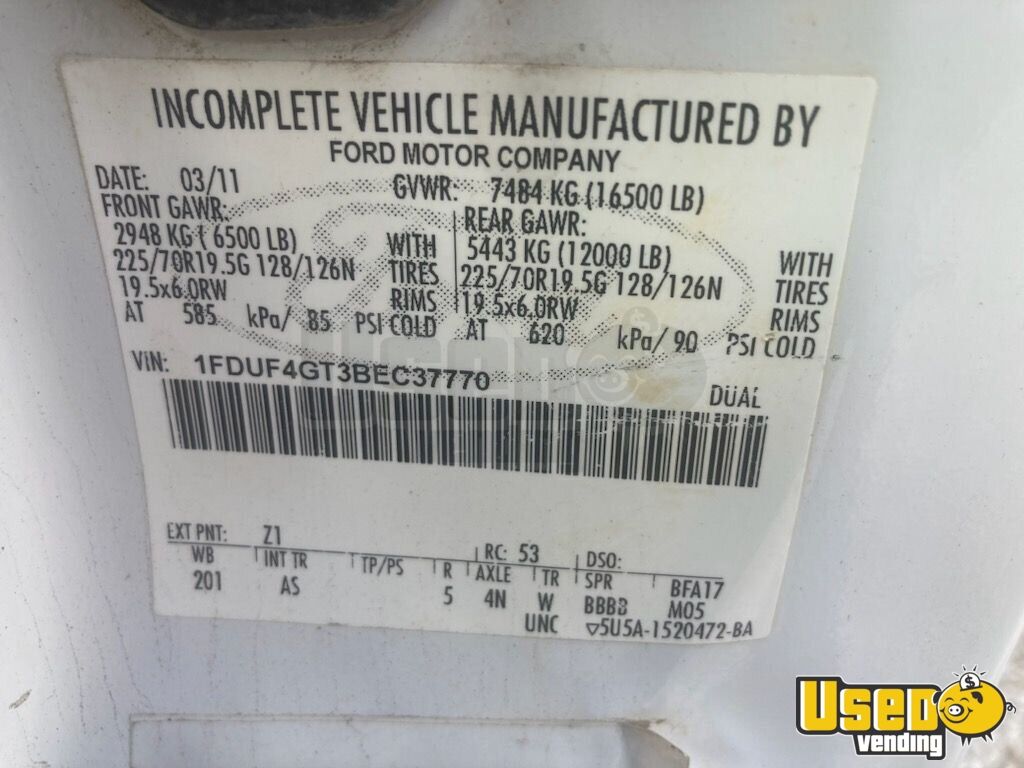 INCOMPLETE VEHICLE MANUFACTURED BY
FORD MOTOR COMPANY
DATE: 03/11 GVWR: 7484 KG (16500 LB)
FRONT GAWR: REAR GAWR:
2948 KG ( 6500 LB) WITH 5443 KG (12000 LB) WITH
225/70R19.5G 128/126N TIRES 225/70R19.5G 128/126N TIRES
19.5x6.0RW RIMS 19.5x6.0RW RIMS
AT 585 kPa/ 85 PSI COLD AT 620 kPa/ 90 PSI COLD
VIN: 1FDUF4GT3BEC37770 DUAL
EXT PNT: Z1 RC: 53 DSO:
WB INT TR TP/PS R AXLE TR SPR BFA17
201 AS 5 4N W BBBB M05
UNC ▽5U5A-1520472-BA
USED
vending